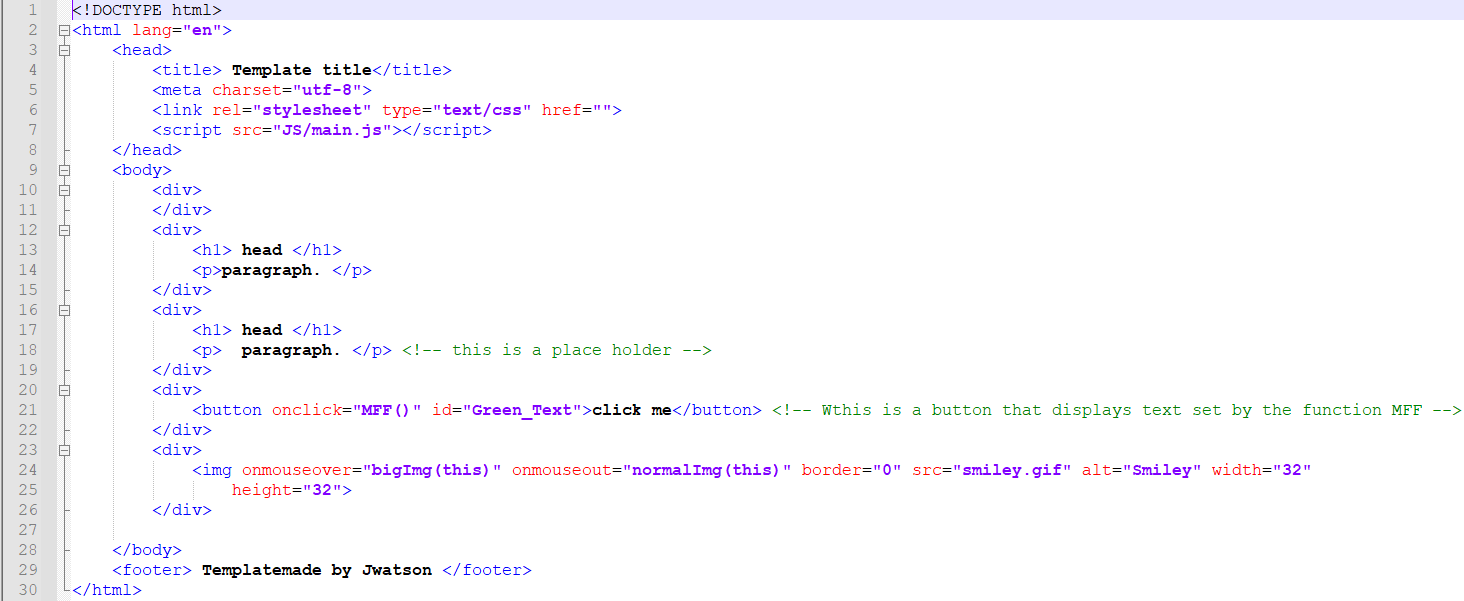 1 <!DOCTYPE html>
2 <html lang="en">
3     <head>
4         <title> Template title</title>
5         <meta charset="utf-8">
6         <link rel="stylesheet" type="text/css" href="">
7         <script src="JS/main.js"></script>
8     </head>
9     <body>
10         <div>
11         </div>
12         <div>
13             <h1> head </h1>
14             <p>paragraph. </p>
15         </div>
16         <div>
17             <h1> head </h1>
18             <p>  paragraph. </p> <!-- this is a place holder -->
19         </div>
20         <div>
21             <button onclick="MFF()" id="Green_Text">click me</button> <!-- Wthis is a button that displays text set by the function MFF -->
22         </div>
23         <div>
24             <img onmouseover="bigImg(this)" onmouseout="normalImg(this)" border="0" src="smiley.gif" alt="Smiley" width="32"
25                 height="32">
26         </div>
27
28     </body>
29     <footer> Templatemade by Jwatson </footer>
30 </html>